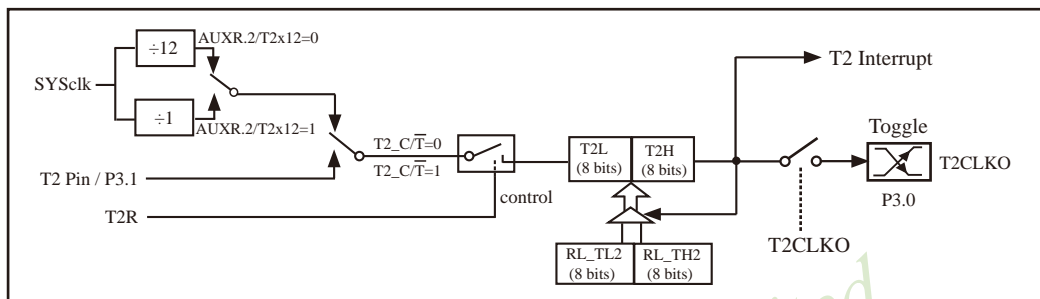 ÷12
AUXR.2/T2x12=0
SYSclk
÷1
AUXR.2/T2x12=1
T2 Pin / P3.1
T2R
T2_C/T̅=0
T2_C/T̅=1
control
T2L
(8 bits)
T2H
(8 bits)
RL_TL2
(8 bits)
RL_TH2
(8 bits)
T2 Interrupt
Toggle
T2CLKO
P3.0
T2CLKO